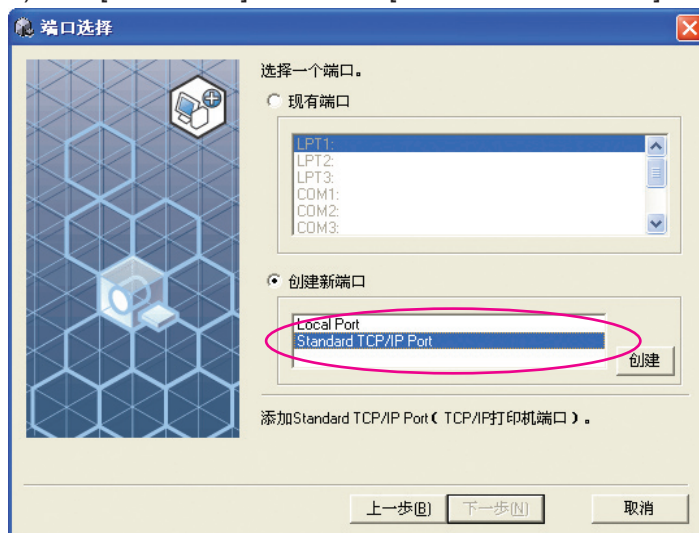 端口选择
选择一个端口。
现有端口
LPT1:
LPT2:
LPT3:
COM1:
COM2:
COM3:
创建新端口
Local Port
Standard TCP/IP Port
创建
添加Standard TCP/IP Port（TCP/IP打印机端口）。
上一步(B)
下一步(N)
取消